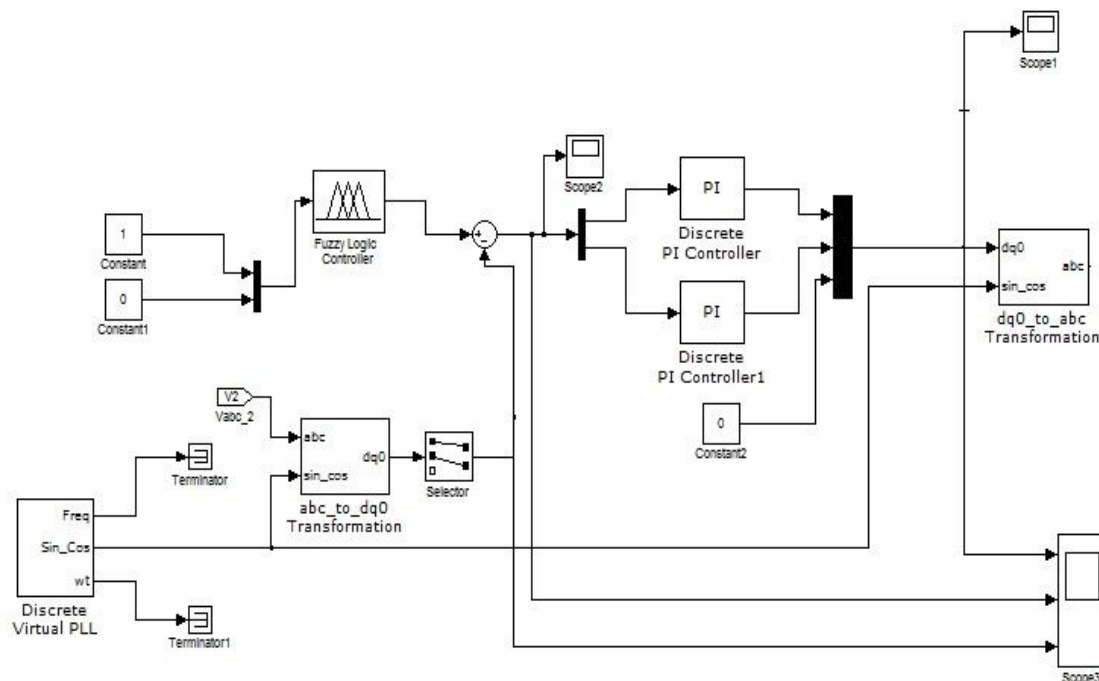 Scope1
Scope2
PI
Discrete
PI Controller
1
Constant
0
Constant1
Fuzzy Logic
Controller
+
-
dq0
abc
sin_cos
dq0_to_abc
Transformation
PI
Discrete
PI Controller1
0
Constant2
V2
Vabc_2
abc
dq0
sin_cos
abc_to_dq0
Transformation
Selector
Terminator
Freq
Sin_Cos
wt
Discrete
Virtual PLL
Terminator1
Scope3